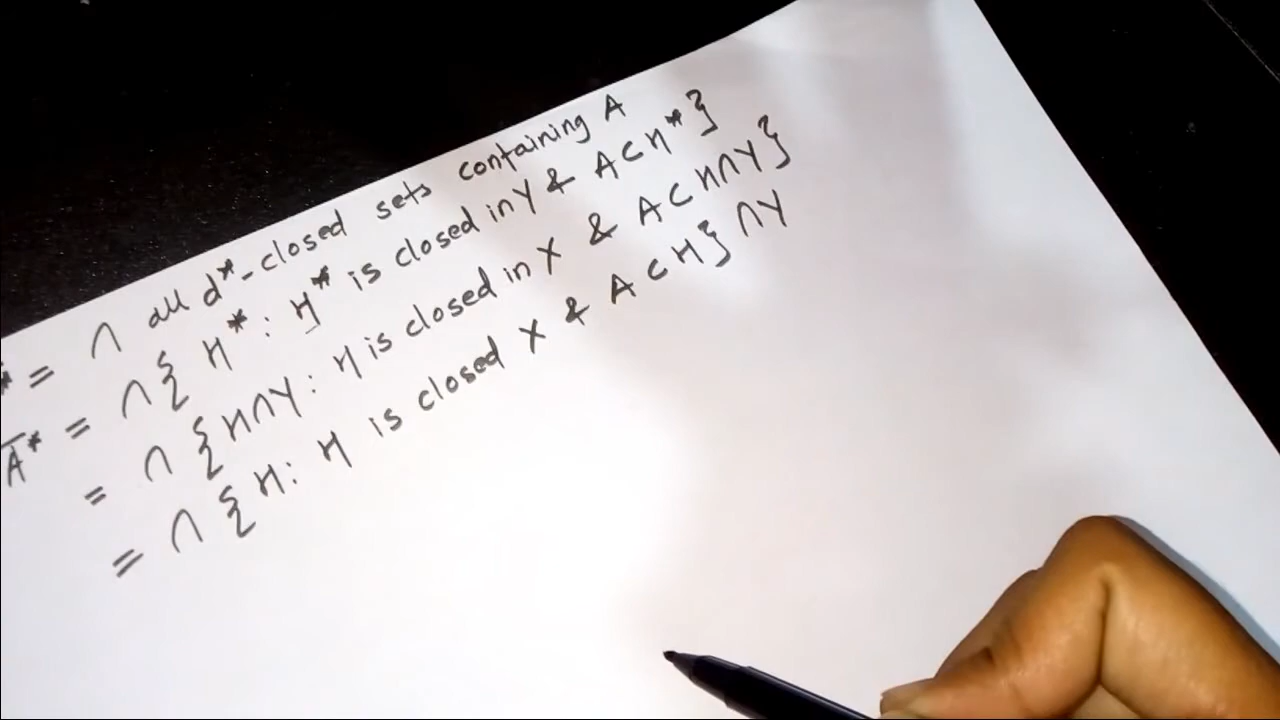 * = ∩ all d*-closed sets containing A
Ā* = ∩ { H* : H* is closed in Y & A ⊂ H* }
= ∩ { H∩Y : H is closed in X & A ⊂ H∩Y }
= ∩ { H : H is closed X & A ⊂ H } ∩ Y